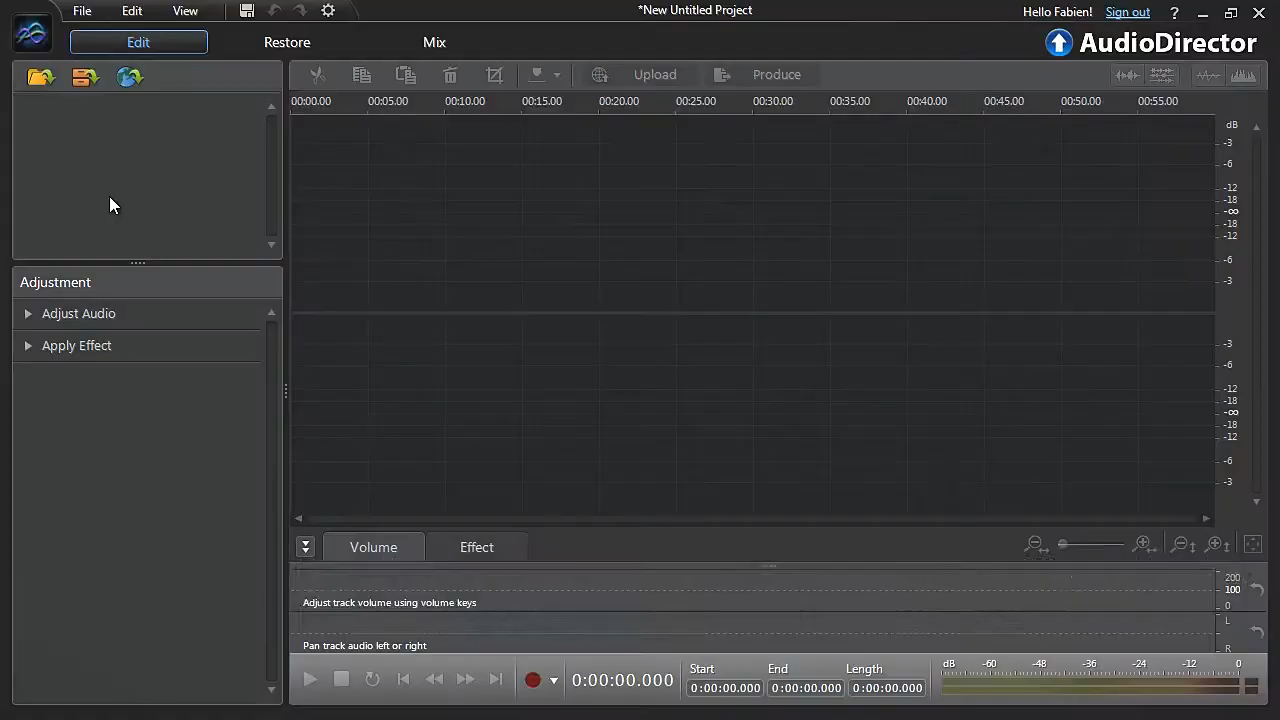 File Edit View *New Untitled Project Hello Fabien! Sign out ?
Edit Restore Mix AudioDirector
Upload Produce
00:00.00 00:05.00 00:10.00 00:15.00 00:20.00 00:25.00 00:30.00 00:35.00 00:40.00 00:45.00 00:50.00 00:55.00
dB
-3
-6
-12
-18
-∞
-18
-12
-6
-3
Adjustment
Adjust Audio
Apply Effect
-3
-6
-12
-18
-∞
-18
-12
-6
-3
Volume Effect
200
100
Adjust track volume using volume keys 0
L
Pan track audio left or right R
0:00:00.000
Start End Length
0:00:00.000 0:00:00.000 0:00:00.000
dB -60 -48 -36 -24 -12 0